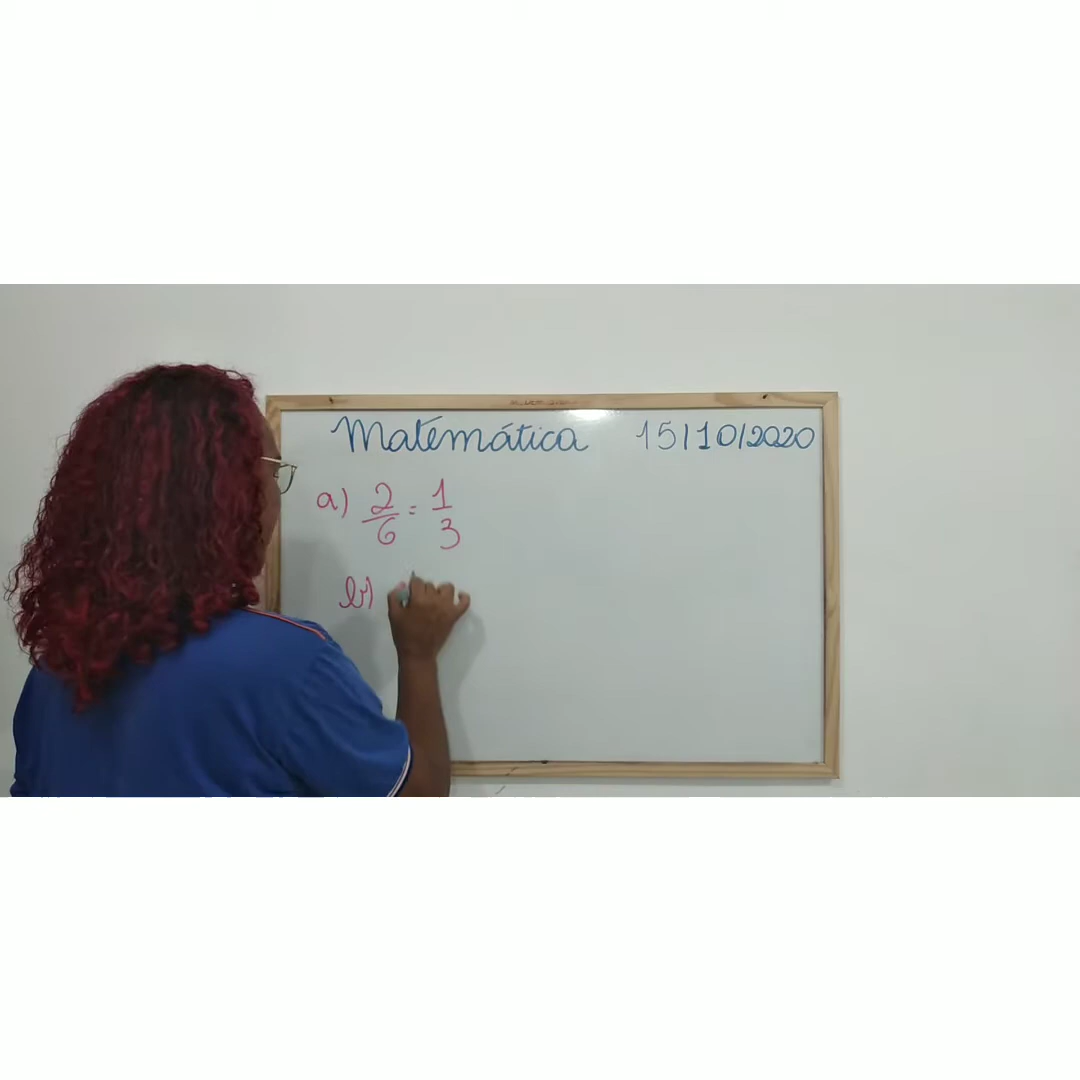 Matemática 15/10/2020
a) 2/6 = 1/3
b)